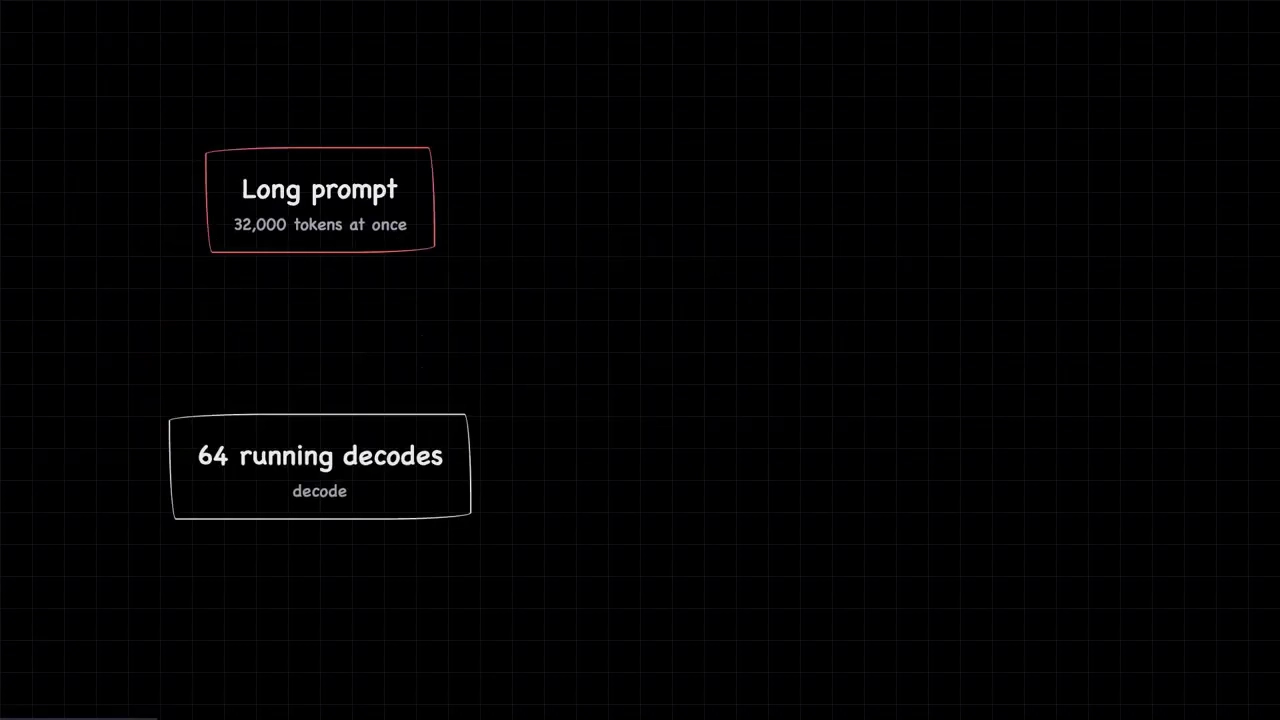 Long prompt
32,000 tokens at once
64 running decodes
decode